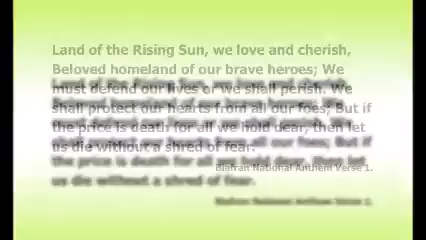 Land of the Rising Sun, we love and cherish,
Beloved homeland of our brave heroes; We
must defend our lives or we shall perish. We
shall protect our hearts from all our foes; But if
the price is death for all we hold dear, then let
us die without a shred of fear.
Biafran National Anthem Verse 1.